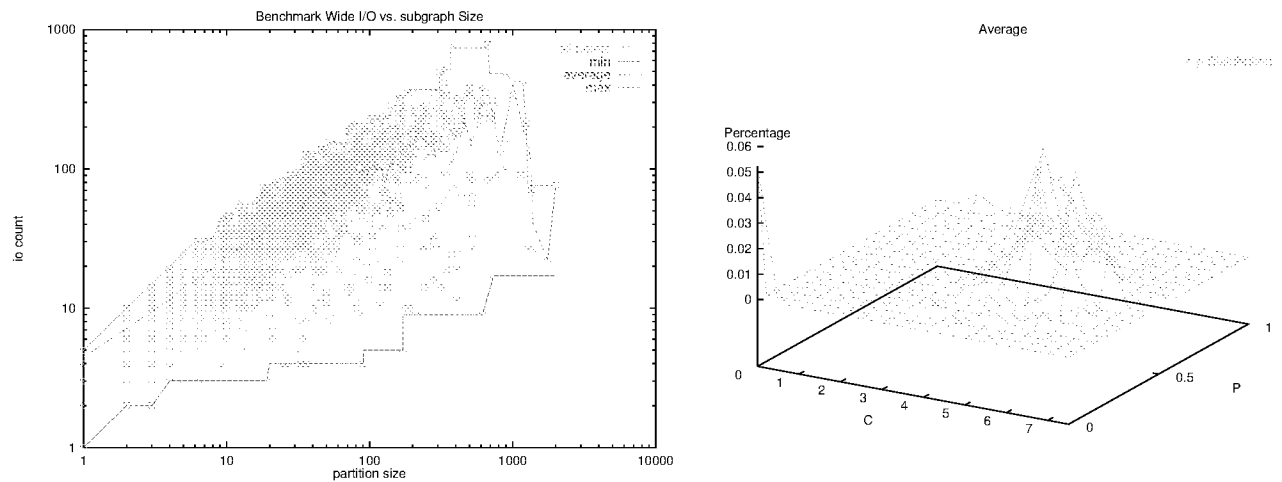 Benchmark Wide I/O vs. subgraph Size
1000
100
10
1
io count
min
average
max
1
10
100
1000
10000
partition size
Average
Percentage
0.06
0.05
0.04
0.03
0.02
0.01
0
0
1
2
3
4
5
6
7
C
0
0.5
1
P